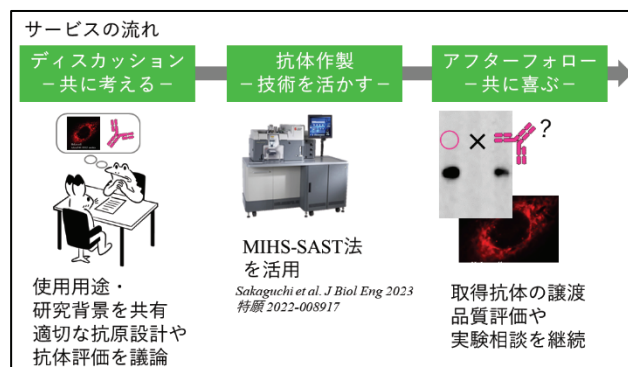 サービスの流れ
ディスカッション
－共に考える－
抗体作製
－技術を活かす－
アフターフォロー
－共に喜ぶ－
×
?
MIHS-SAST法
を活用
Sakaguchi et al. J Biol Eng 2023
特願 2022-008917
使用用途・
研究背景を共有
適切な抗原設計や
抗体評価を議論
取得抗体の譲渡
品質評価や
実験相談を継続